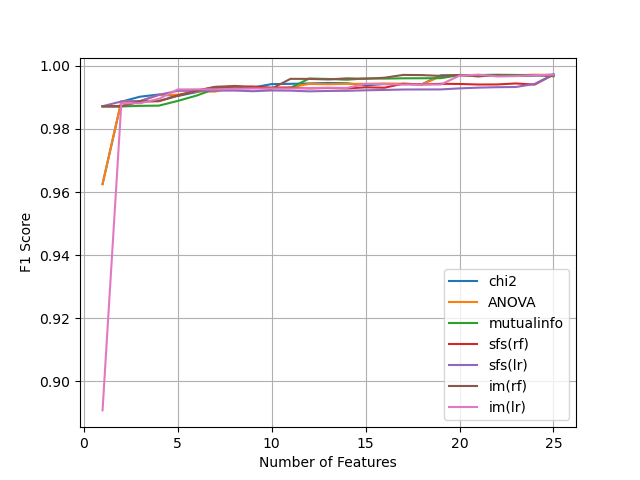 1.00
0.98
0.96
0.94
0.92
0.90
F1 Score
0
5
10
15
20
25
Number of Features
chi2
ANOVA
mutualinfo
sfs(rf)
sfs(lr)
im(rf)
im(lr)